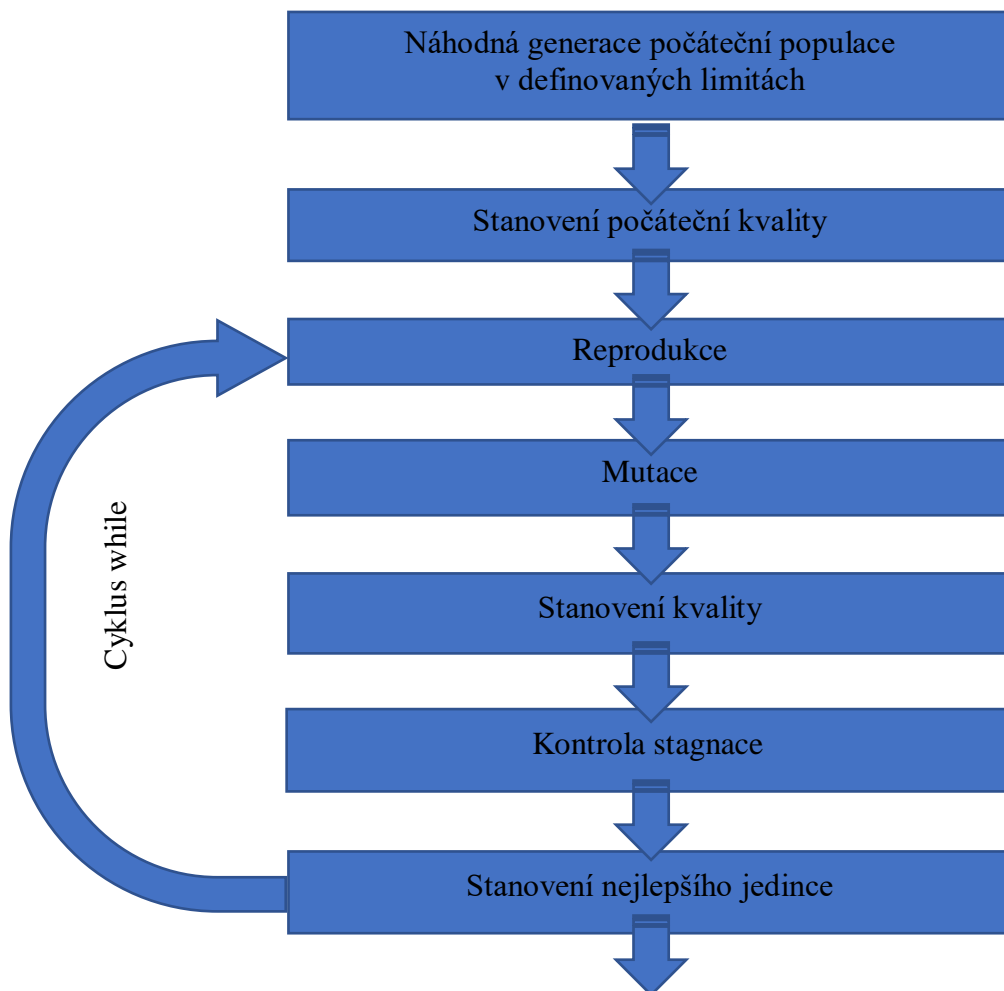 Náhodná generace počáteční populace
v definovaných limitách
Stanovení počáteční kvality
Reprodukce
Mutace
Cyklus while
Stanovení kvality
Kontrola stagnace
Stanovení nejlepšího jedince